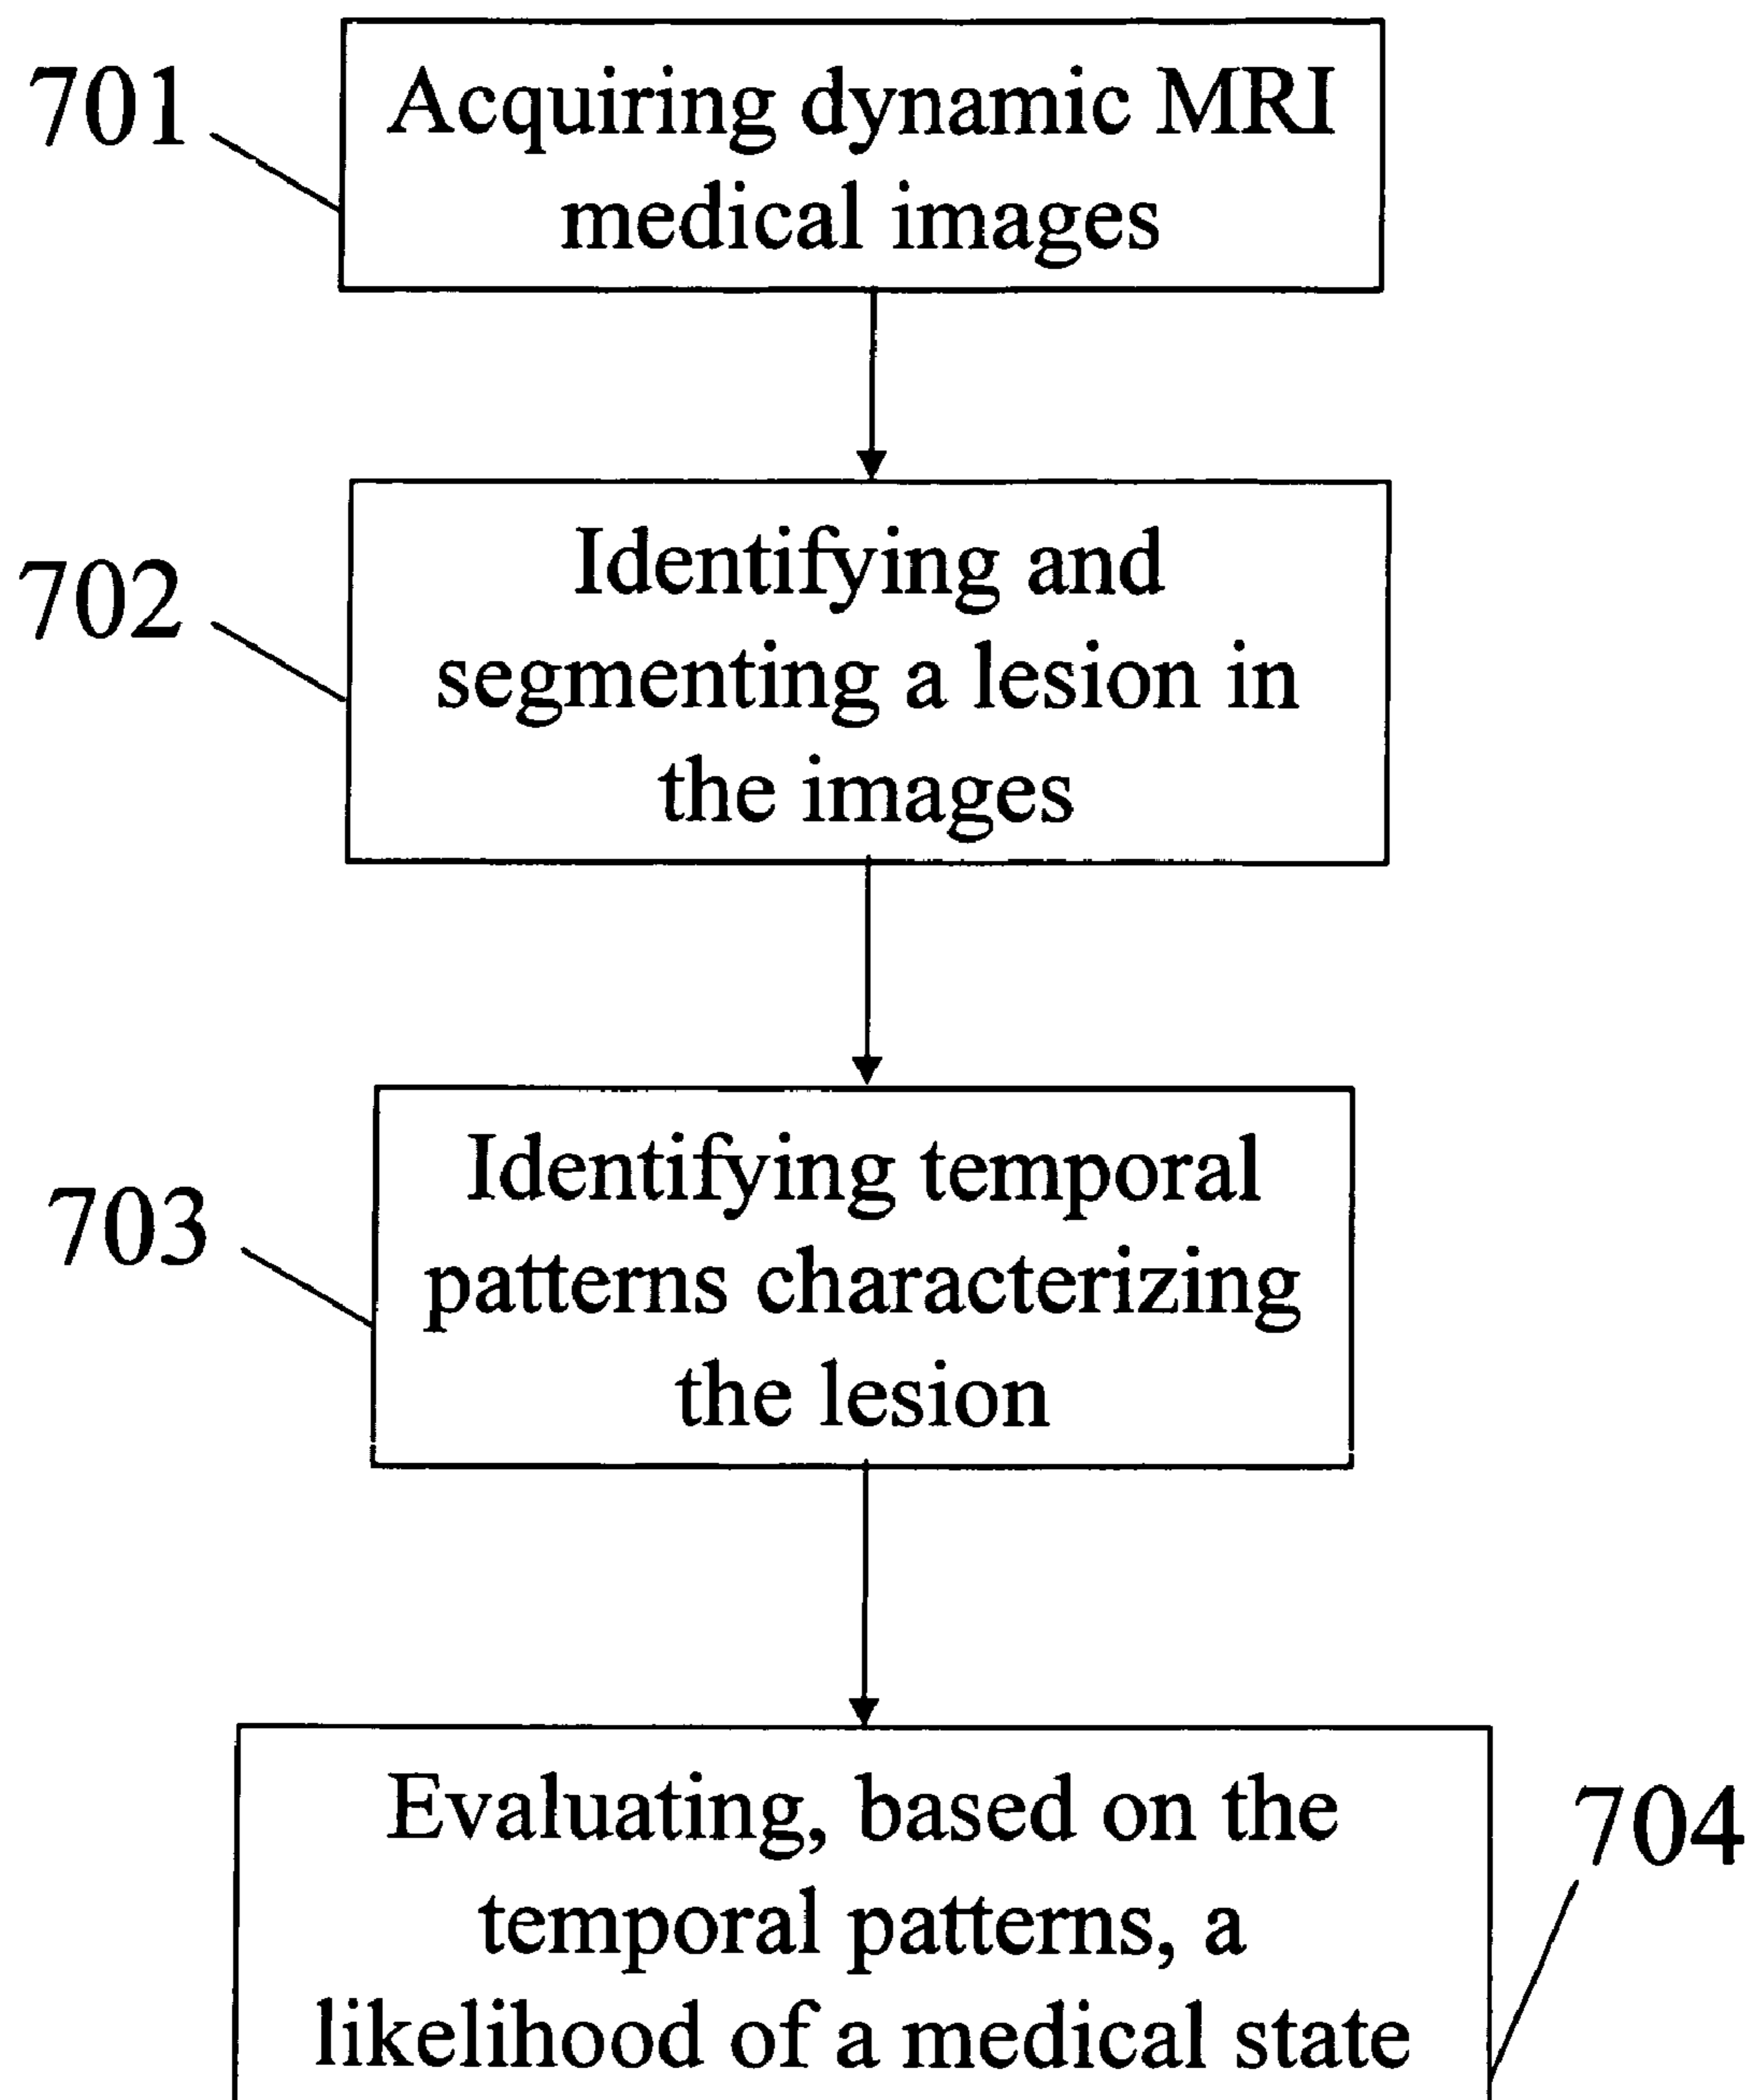 701
Acquiring dynamic MRI
medical images
702
Identifying and
segmenting a lesion in
the images
703
Identifying temporal
patterns characterizing
the lesion
Evaluating, based on the
temporal patterns, a
likelihood of a medical state
704